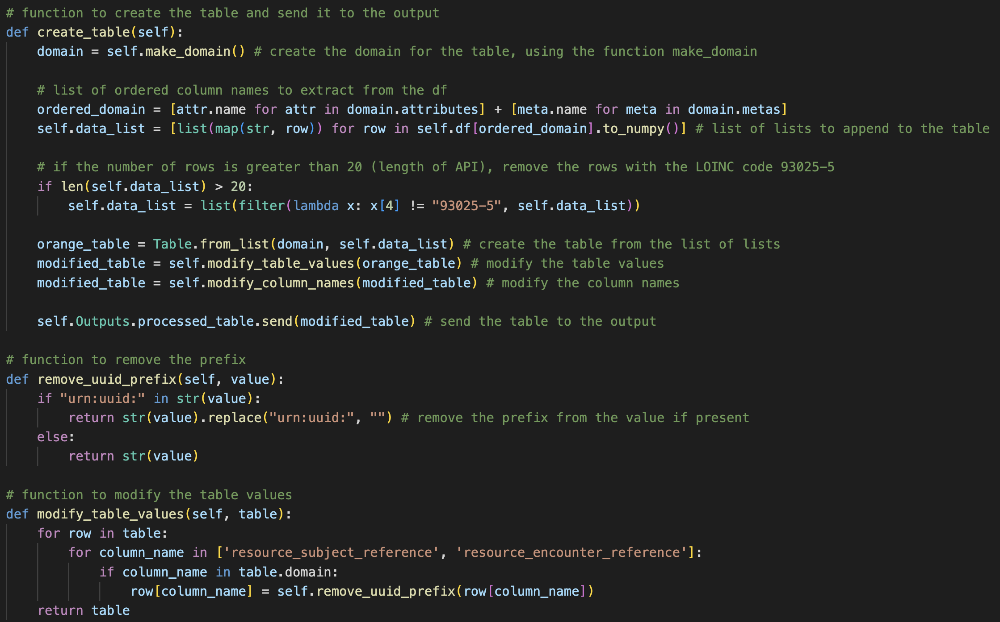 # function to create the table and send it to the output
def create_table(self):
    domain = self.make_domain() # create the domain for the table, using the function make_domain

    # list of ordered column names to extract from the df
    ordered_domain = [attr.name for attr in domain.attributes] + [meta.name for meta in domain.metas]
    self.data_list = [list(map(str, row)) for row in self.df[ordered_domain].to_numpy()] # list of lists to append to the table

    # if the number of rows is greater than 20 (length of API), remove the rows with the LOINC code 93025-5
    if len(self.data_list) > 20:
        self.data_list = list(filter(lambda x: x[4] != "93025-5", self.data_list))

    orange_table = Table.from_list(domain, self.data_list) # create the table from the list of lists
    modified_table = self.modify_table_values(orange_table) # modify the table values
    modified_table = self.modify_column_names(modified_table) # modify the column names

    self.Outputs.processed_table.send(modified_table) # send the table to the output

# function to remove the prefix
def remove_uuid_prefix(self, value):
    if "urn:uuid:" in str(value):
        return str(value).replace("urn:uuid:", "") # remove the prefix from the value if present
    else:
        return str(value)

# function to modify the table values
def modify_table_values(self, table):
    for row in table:
        for column_name in ['resource_subject_reference', 'resource_encounter_reference']:
            if column_name in table.domain:
                row[column_name] = self.remove_uuid_prefix(row[column_name])
    return table